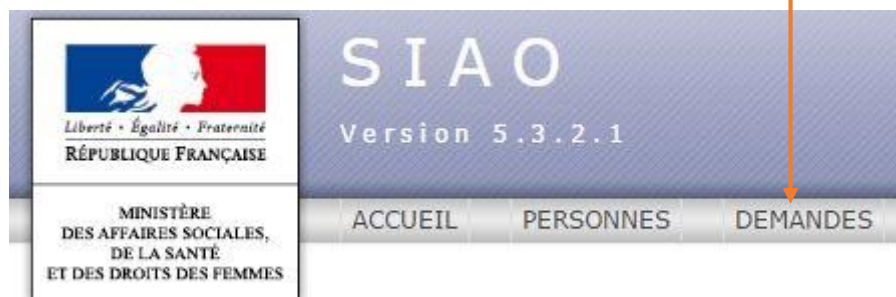 Liberté • Égalité • Fraternité
RÉPUBLIQUE FRANÇAISE
MINISTÈRE
DES AFFAIRES SOCIALES,
DE LA SANTÉ
ET DES DROITS DES FEMMES
SIAO
Version 5.3.2.1
ACCUEIL PERSONNES DEMANDES